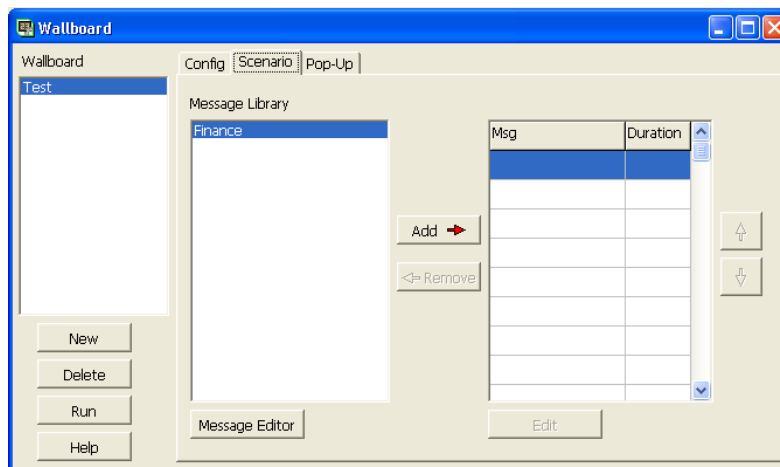 Wallboard
Wallboard
Config Scenario Pop-Up
Test
Message Library
Finance
Msg Duration
Add
Remove
New
Delete
Run
Help
Message Editor
Edit